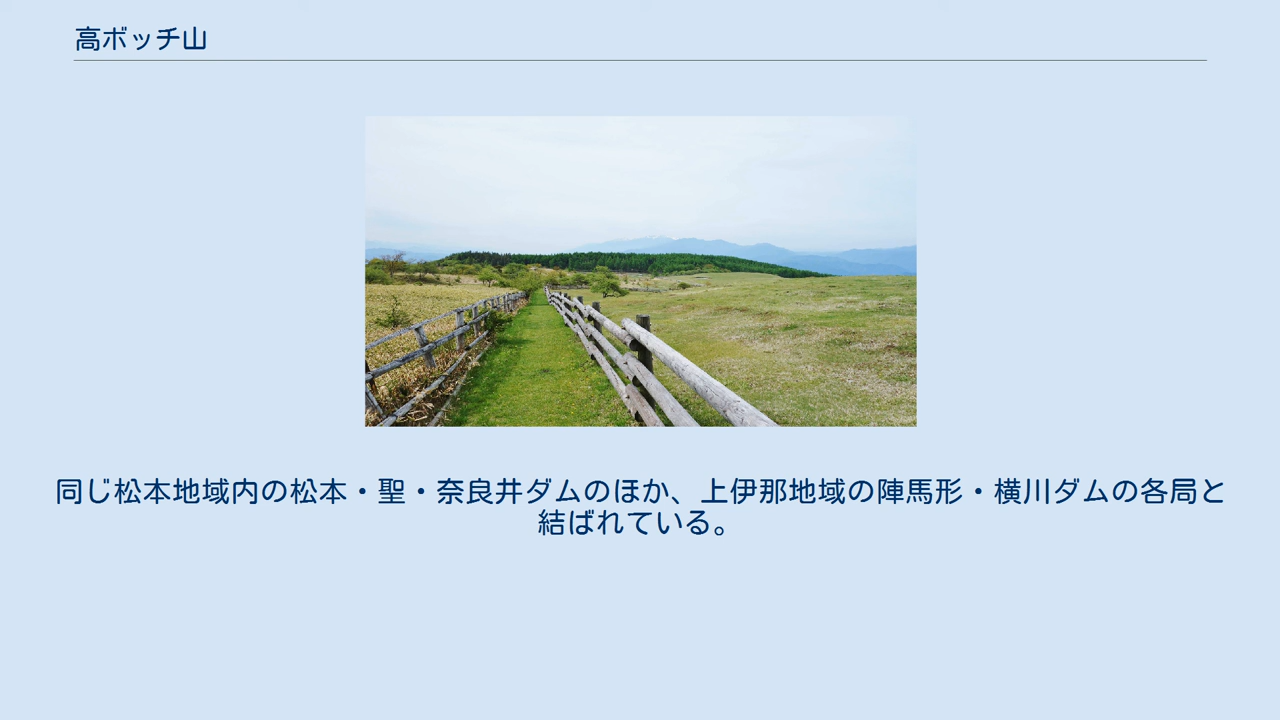 高ボッチ山
同じ松本地域内の松本・聖・奈良井ダムのほか、上伊那地域の陣馬形・横川ダムの各局と
結ばれている。